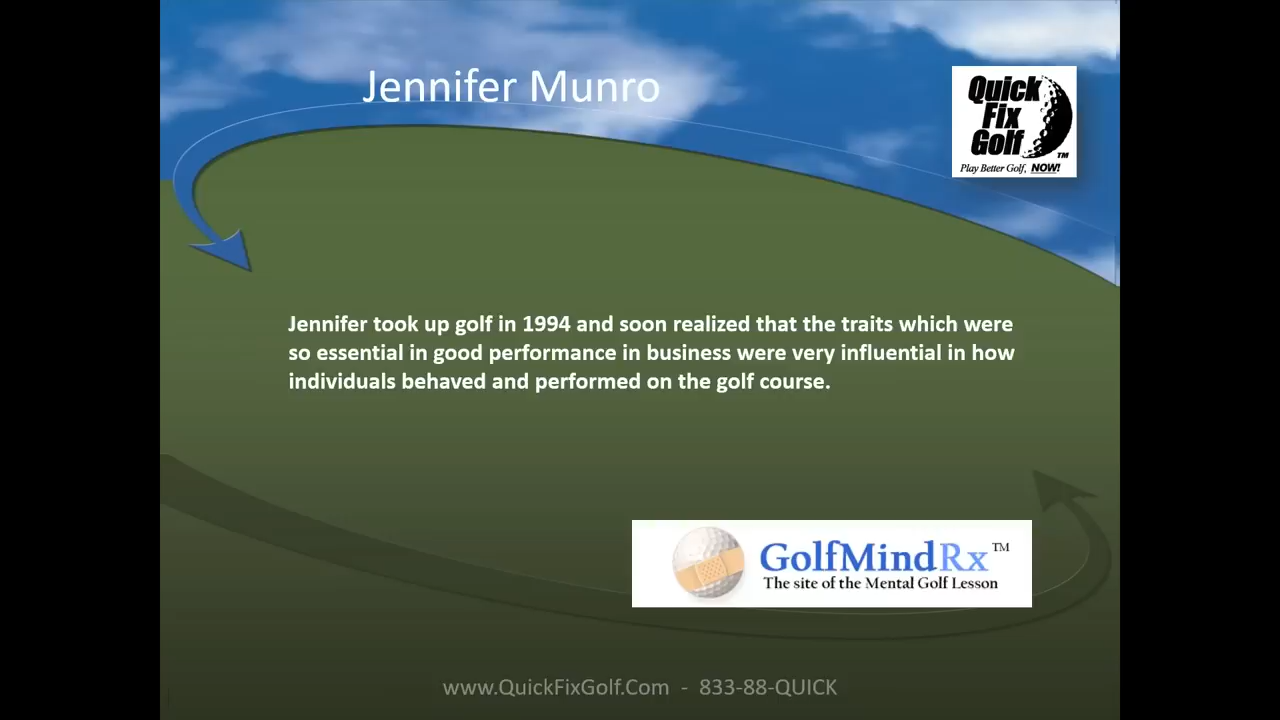 Jennifer Munro
Quick
Fix
Golf
TM
Play Better Golf, NOW!
Jennifer took up golf in 1994 and soon realized that the traits which were
so essential in good performance in business were very influential in how
individuals behaved and performed on the golf course.
GolfMindRx™
The site of the Mental Golf Lesson
www.QuickFixGolf.Com - 833-88-QUICK